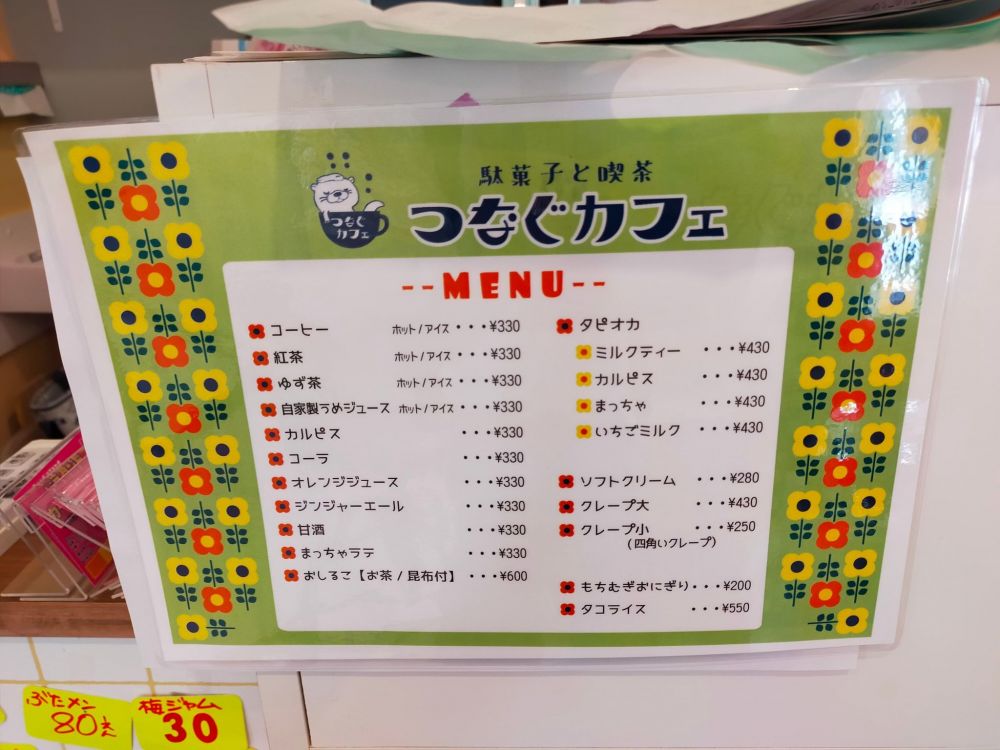 駄菓子と喫茶
つなぐカフェ
つなぐ
カフェ
--MENU--
コーヒー ホット/アイス・・・¥330
紅茶 ホット/アイス・・・¥330
ゆず茶 ホット/アイス・・・¥330
自家製うめジュース ホット/アイス・・・¥330
カルピス ・・・¥330
コーラ ・・・¥330
オレンジジュース ・・・¥330
ジンジャーエール ・・・¥330
甘酒 ・・・¥330
まっちゃラテ ・・・¥330
おしるこ【お茶/昆布付】 ・・・¥600
タピオカ
ミルクティー ・・・¥430
カルピス ・・・¥430
まっちゃ ・・・¥430
いちごミルク ・・・¥430
ソフトクリーム ・・・¥280
クレープ大 ・・・¥430
クレープ小 ・・・¥250
(四角いクレープ)
もちむぎおにぎり・・・¥200
タコライス ・・・¥550
ぶたメン
80えん
梅ジャム
30